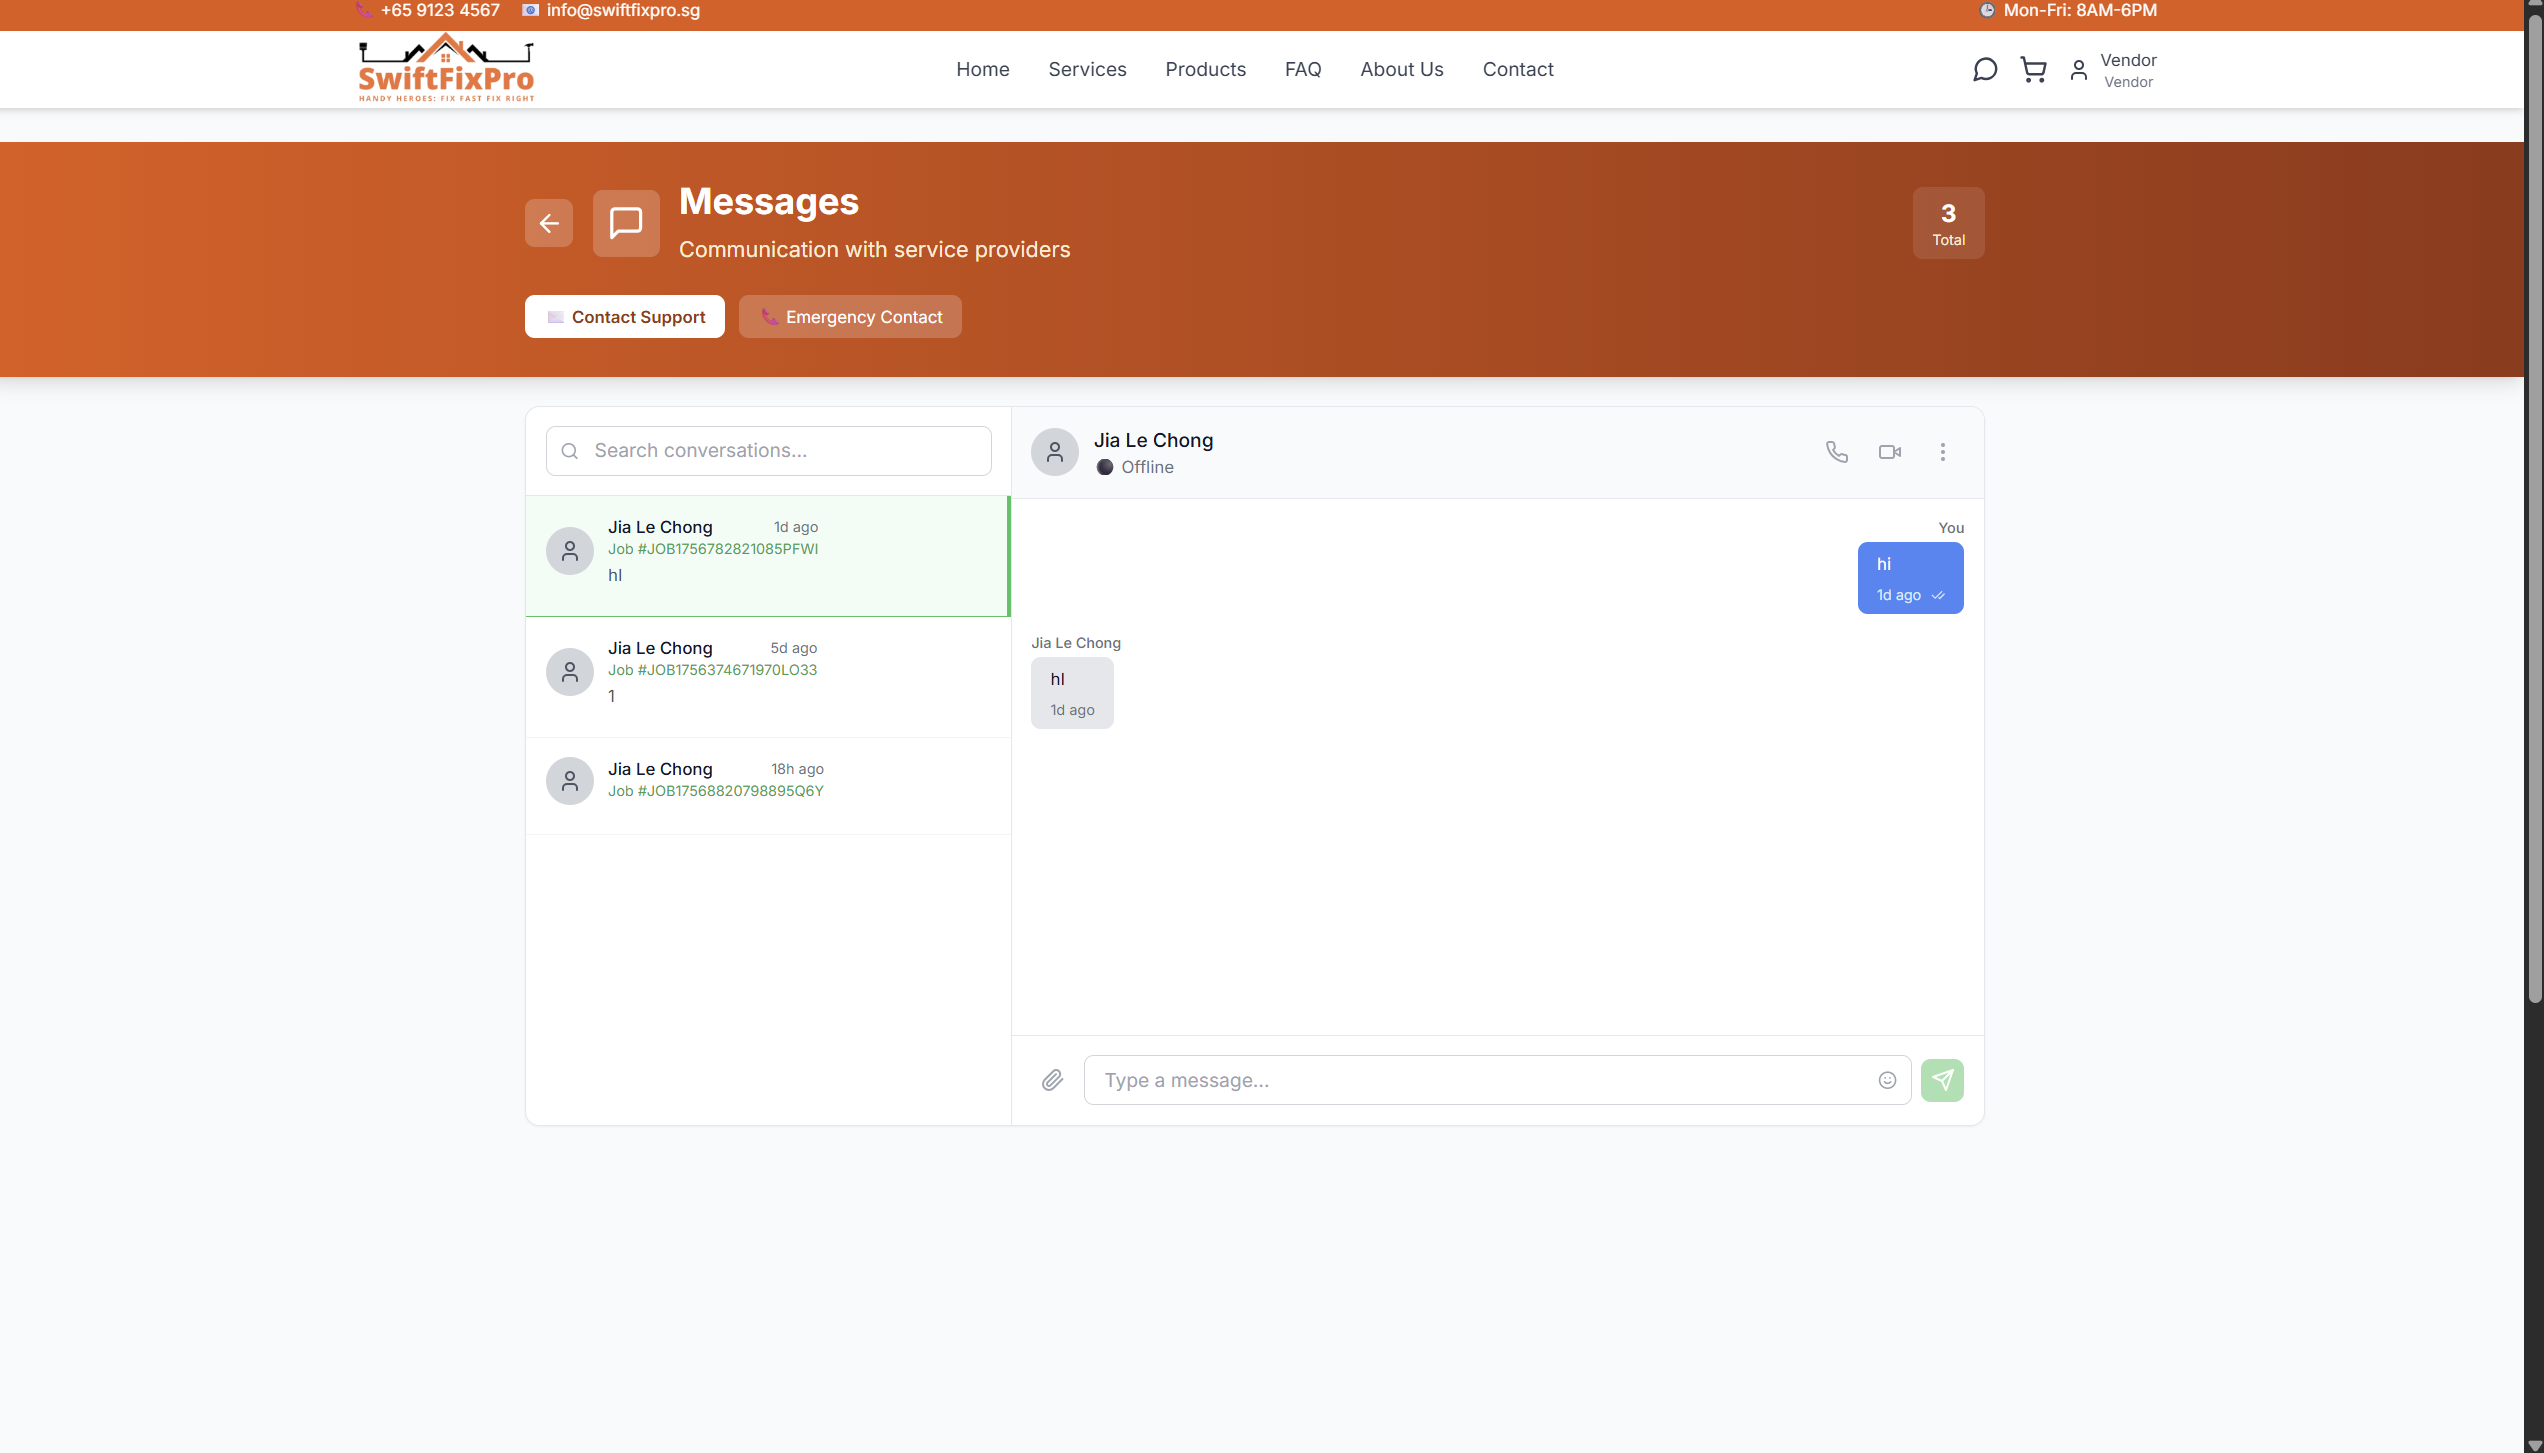 +65 9123 4567 info@swiftfixpro.sg Mon-Fri: 8AM-6PM
SwiftFixPro
HANDY HEROES: FIX FAST FIX RIGHT
Home Services Products FAQ About Us Contact
Vendor
Vendor
Messages
Communication with service providers
3
Total
Contact Support Emergency Contact
Search conversations...
Jia Le Chong 1d ago
Job #JOB1756782821085PFWI
hI
Jia Le Chong 5d ago
Job #JOB1756374671970LO33
1
Jia Le Chong 18h ago
Job #JOB17568820798895Q6Y
Jia Le Chong
Offline
You
hi
1d ago
Jia Le Chong
hI
1d ago
Type a message...